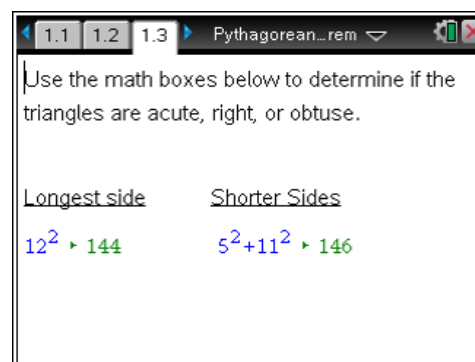 1.1 1.2 1.3 Pythagorean…rem
Use the math boxes below to determine if the
triangles are acute, right, or obtuse.
Longest side Shorter Sides
12² ▸ 144 5²+11² ▸ 146